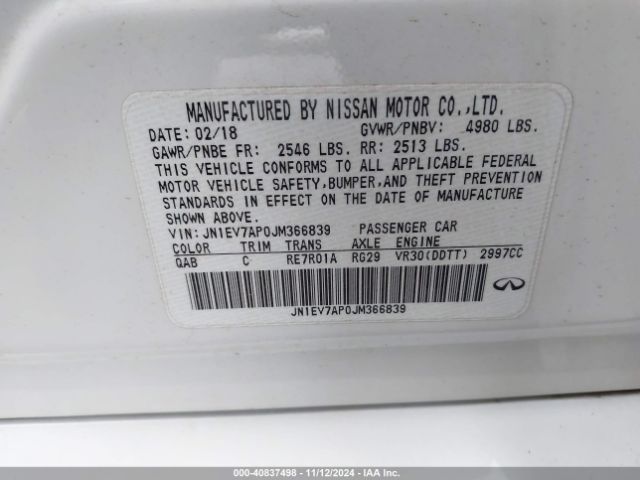 MANUFACTURED BY NISSAN MOTOR CO.,LTD.
DATE: 02/18 GVWR/PNBV: 4980 LBS.
GAWR/PNBE FR: 2546 LBS. RR: 2513 LBS.
THIS VEHICLE CONFORMS TO ALL APPLICABLE FEDERAL
MOTOR VEHICLE SAFETY,BUMPER,AND THEFT PREVENTION
STANDARDS IN EFFECT ON THE DATE OF MANUFACTURE
SHOWN ABOVE.
VIN: JN1EV7AP0JM366839 PASSENGER CAR
COLOR TRIM TRANS AXLE ENGINE
QAB C RE7R01A RG29 VR30(DDTT) 2997CC
JN1EV7AP0JM366839
00-40837498 - 11/12/2024 - IAA Inc.